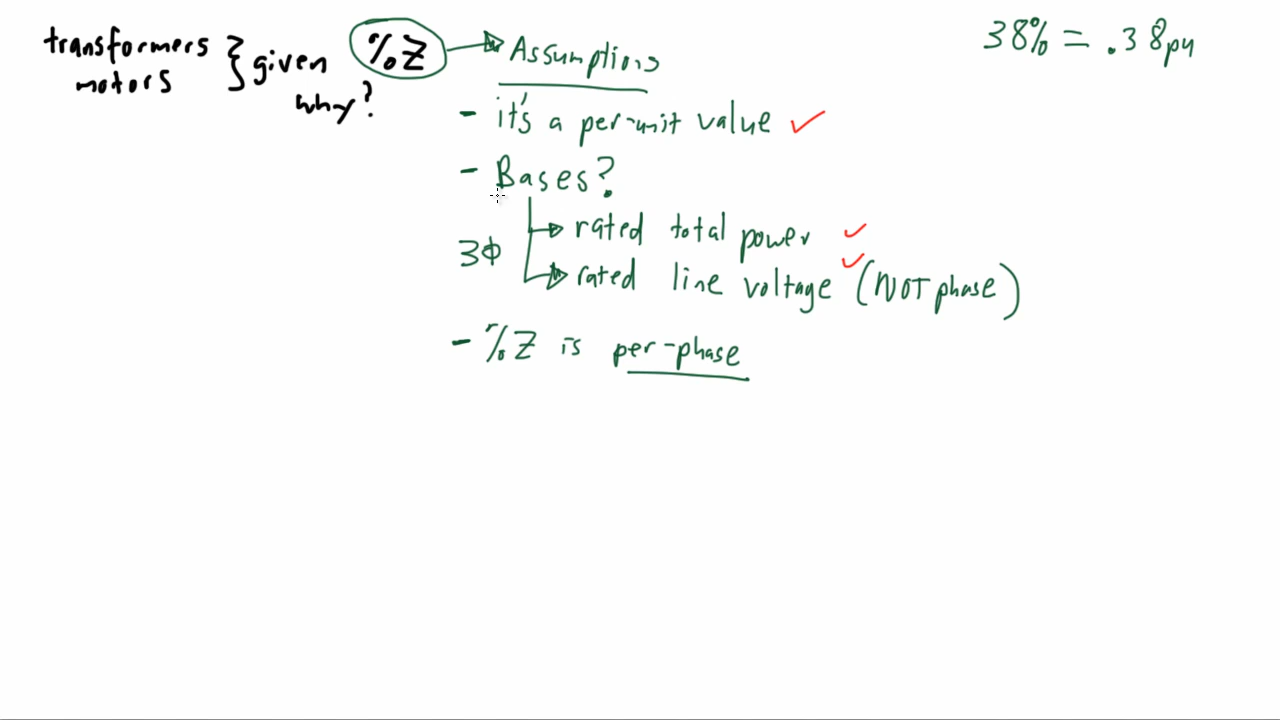 transformers
motors
} given
why?
%Z
Assumptions
- it's a per-unit value ✓
- Bases?
3Φ
rated total power ✓
rated line voltage ✓ (NOT phase)
- %Z is per-phase
38% = .38pu